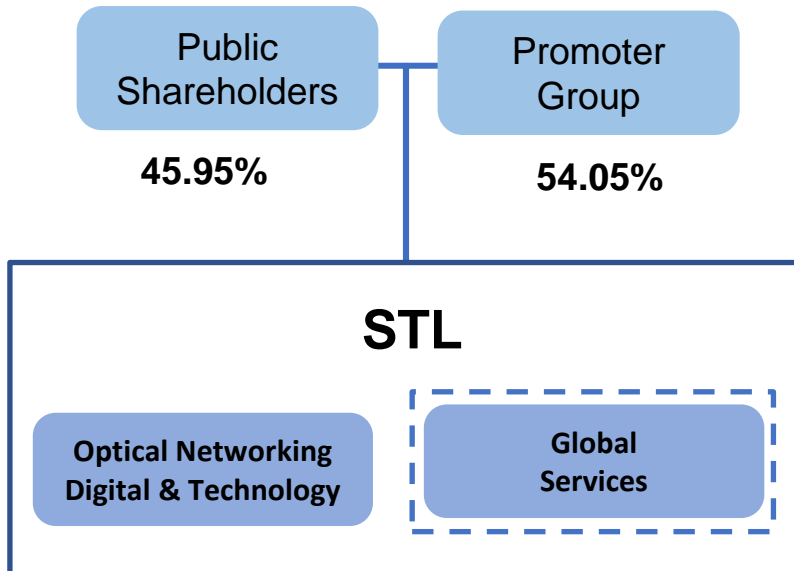 Public
Shareholders
Promoter
Group
45.95%
54.05%
STL
Optical Networking
Digital & Technology
Global
Services